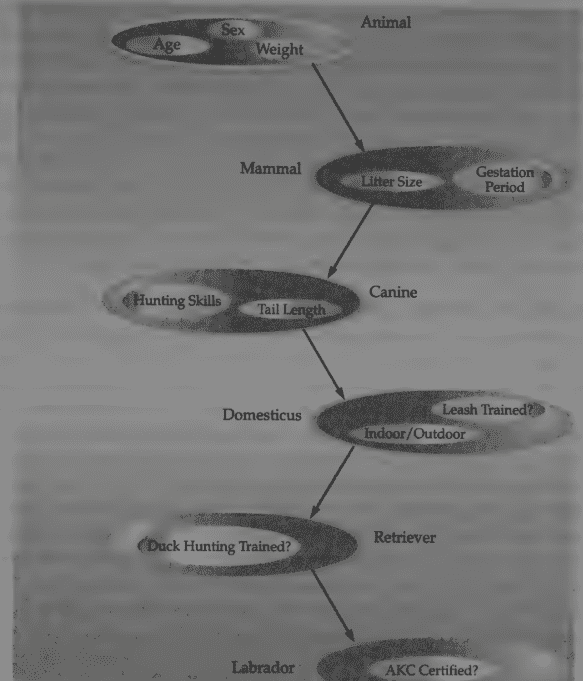 Animal
Sex
Age
Weight
Mammal
Litter Size
Gestation
Period
Hunting Skills
Tail Length
Canine
Domesticus
Leash Trained?
Indoor/Outdoor
Duck Hunting Trained?
Retriever
Labrador
AKC Certified?